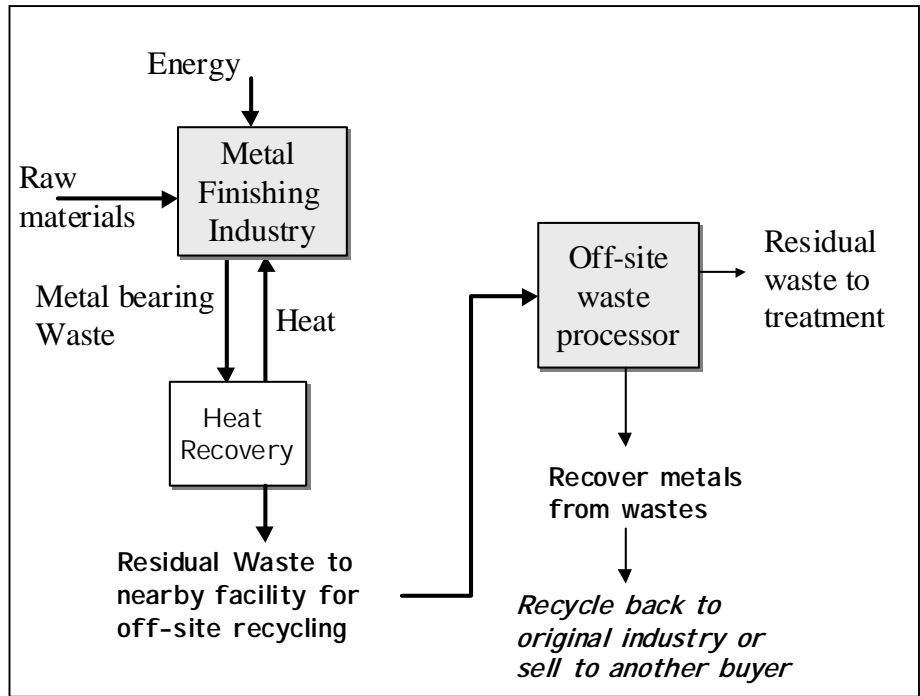 Energy
Metal
Finishing
Industry
Raw
materials
Metal bearing
Waste
Heat
Heat
Recovery
Residual Waste to
nearby facility for
off-site recycling
Off-site
waste
processor
Residual
waste to
treatment
Recover metals
from wastes
Recycle back to
original industry or
sell to another buyer